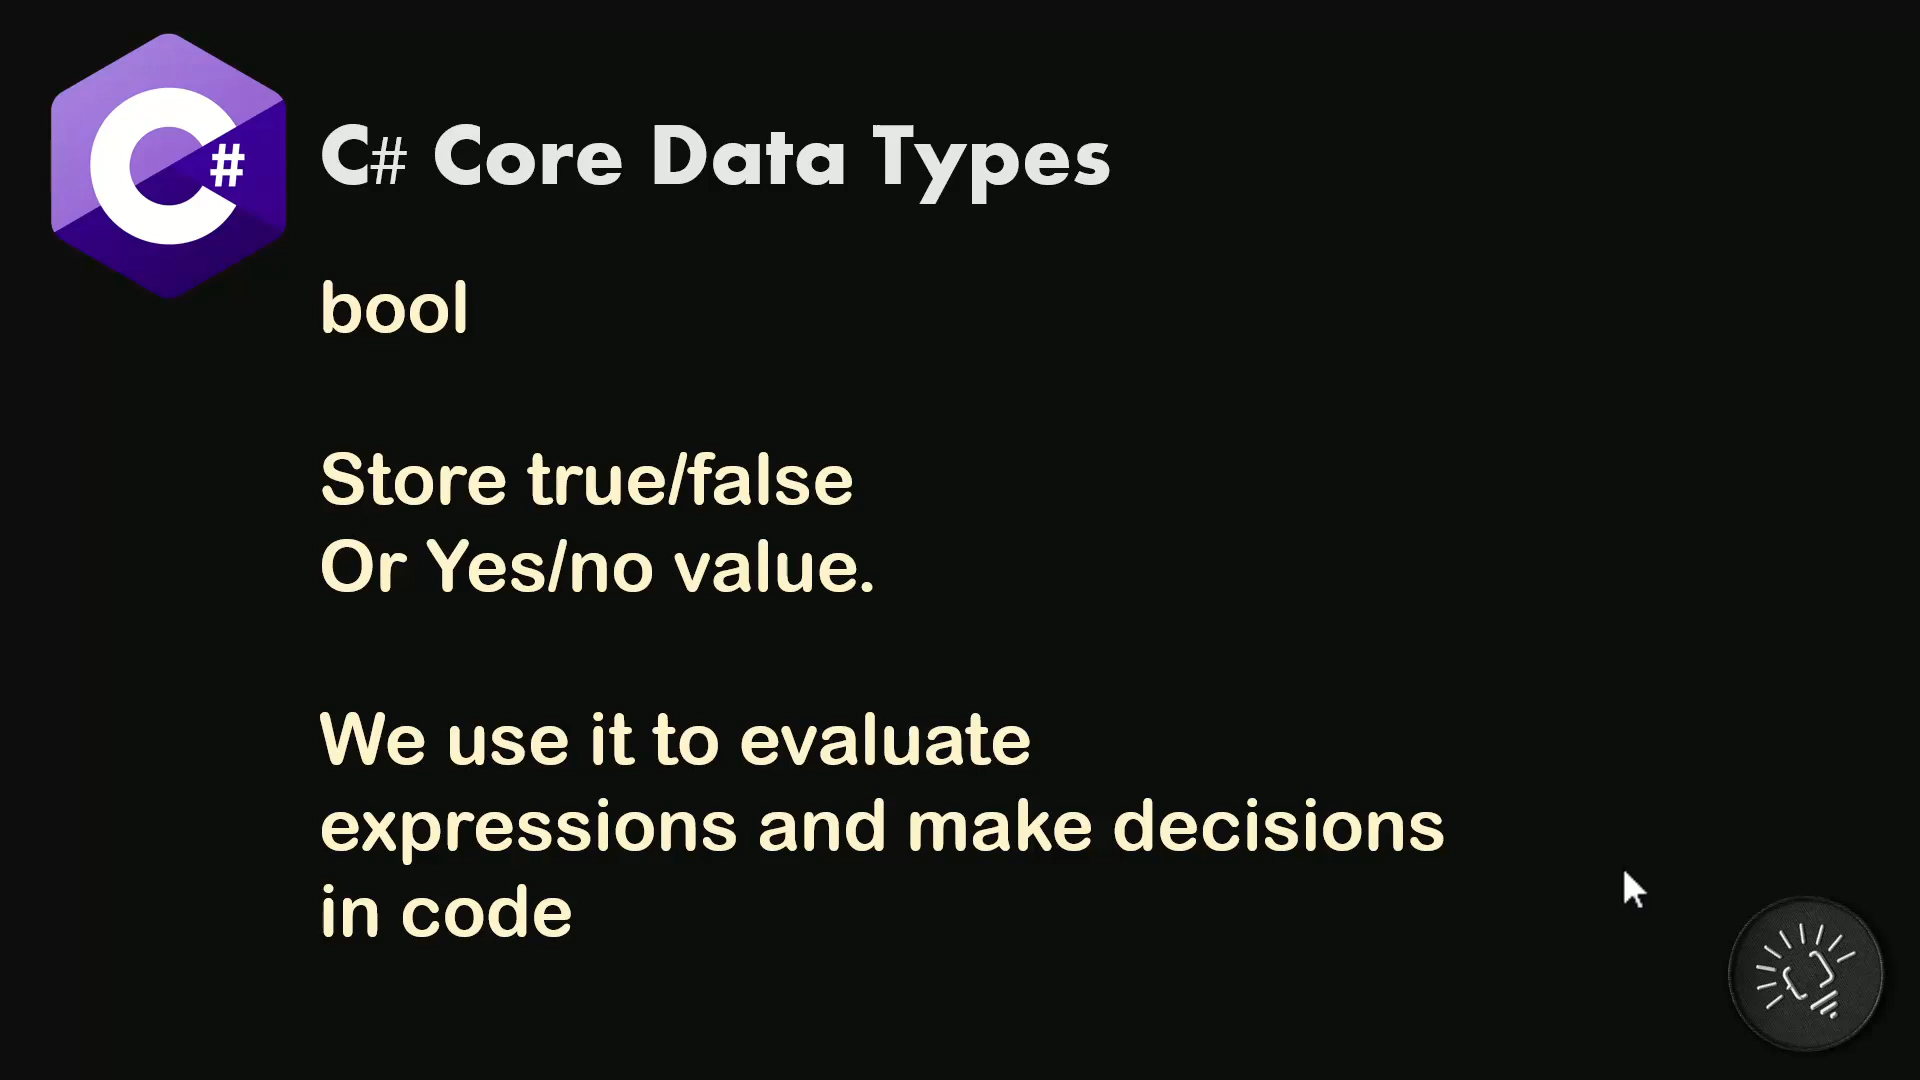 C#
C# Core Data Types
bool
Store true/false
Or Yes/no value.
We use it to evaluate
expressions and make decisions
in code